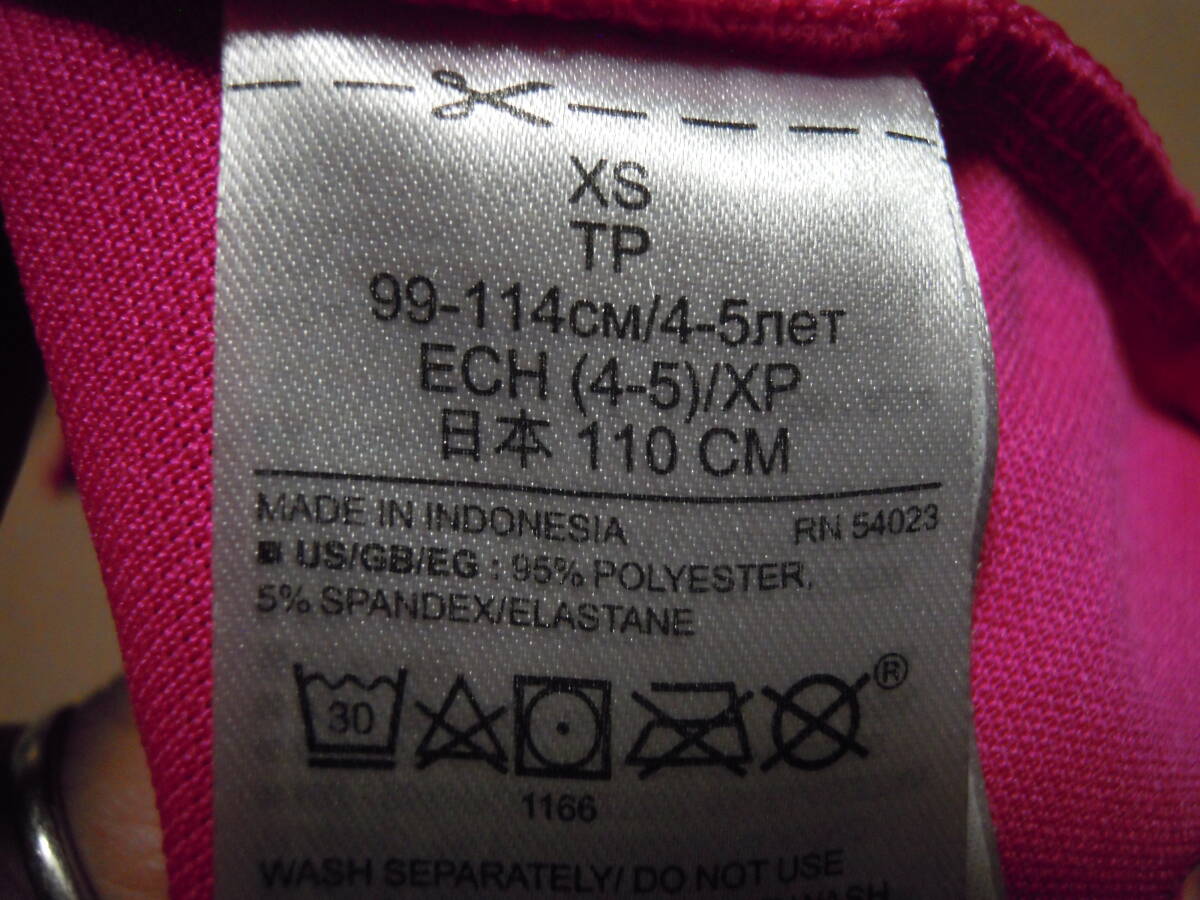 XS
TP
99-114см/4-5лет
ECH (4-5)/XP
日本 110 CM
MADE IN INDONESIA RN 54023
US/GB/EG : 95% POLYESTER,
5% SPANDEX/ELASTANE
30 ®
1166
WASH SEPARATELY/ DO NOT USE
WASH